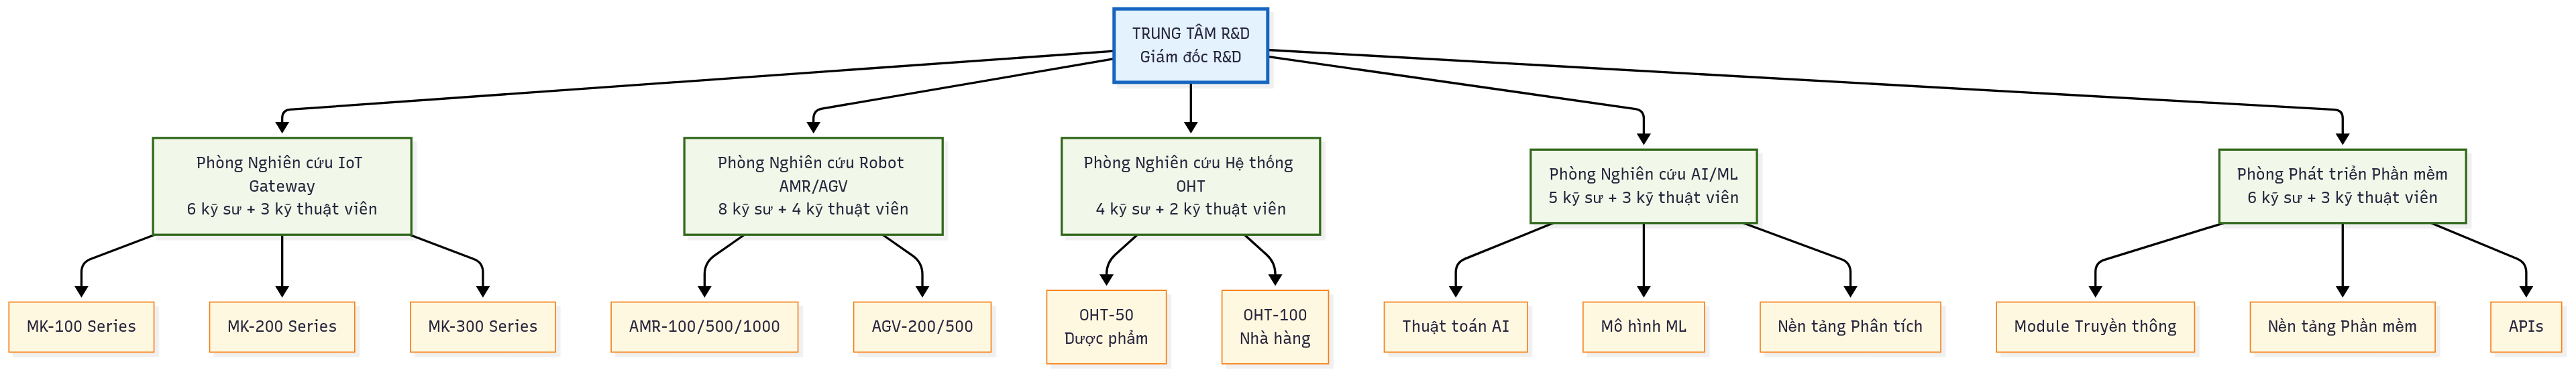 TRUNG TÂM R&D
Giám đốc R&D
Phòng Nghiên cứu IoT
Gateway
6 kỹ sư + 3 kỹ thuật viên
Phòng Nghiên cứu Robot
AMR/AGV
8 kỹ sư + 4 kỹ thuật viên
Phòng Nghiên cứu Hệ thống
OHT
4 kỹ sư + 2 kỹ thuật viên
Phòng Nghiên cứu AI/ML
5 kỹ sư + 3 kỹ thuật viên
Phòng Phát triển Phần mềm
6 kỹ sư + 3 kỹ thuật viên
MK-100 Series
MK-200 Series
MK-300 Series
AMR-100/500/1000
AGV-200/500
OHT-50
Dược phẩm
OHT-100
Nhà hàng
Thuật toán AI
Mô hình ML
Nền tảng Phân tích
Module Truyền thông
Nền tảng Phần mềm
APIs